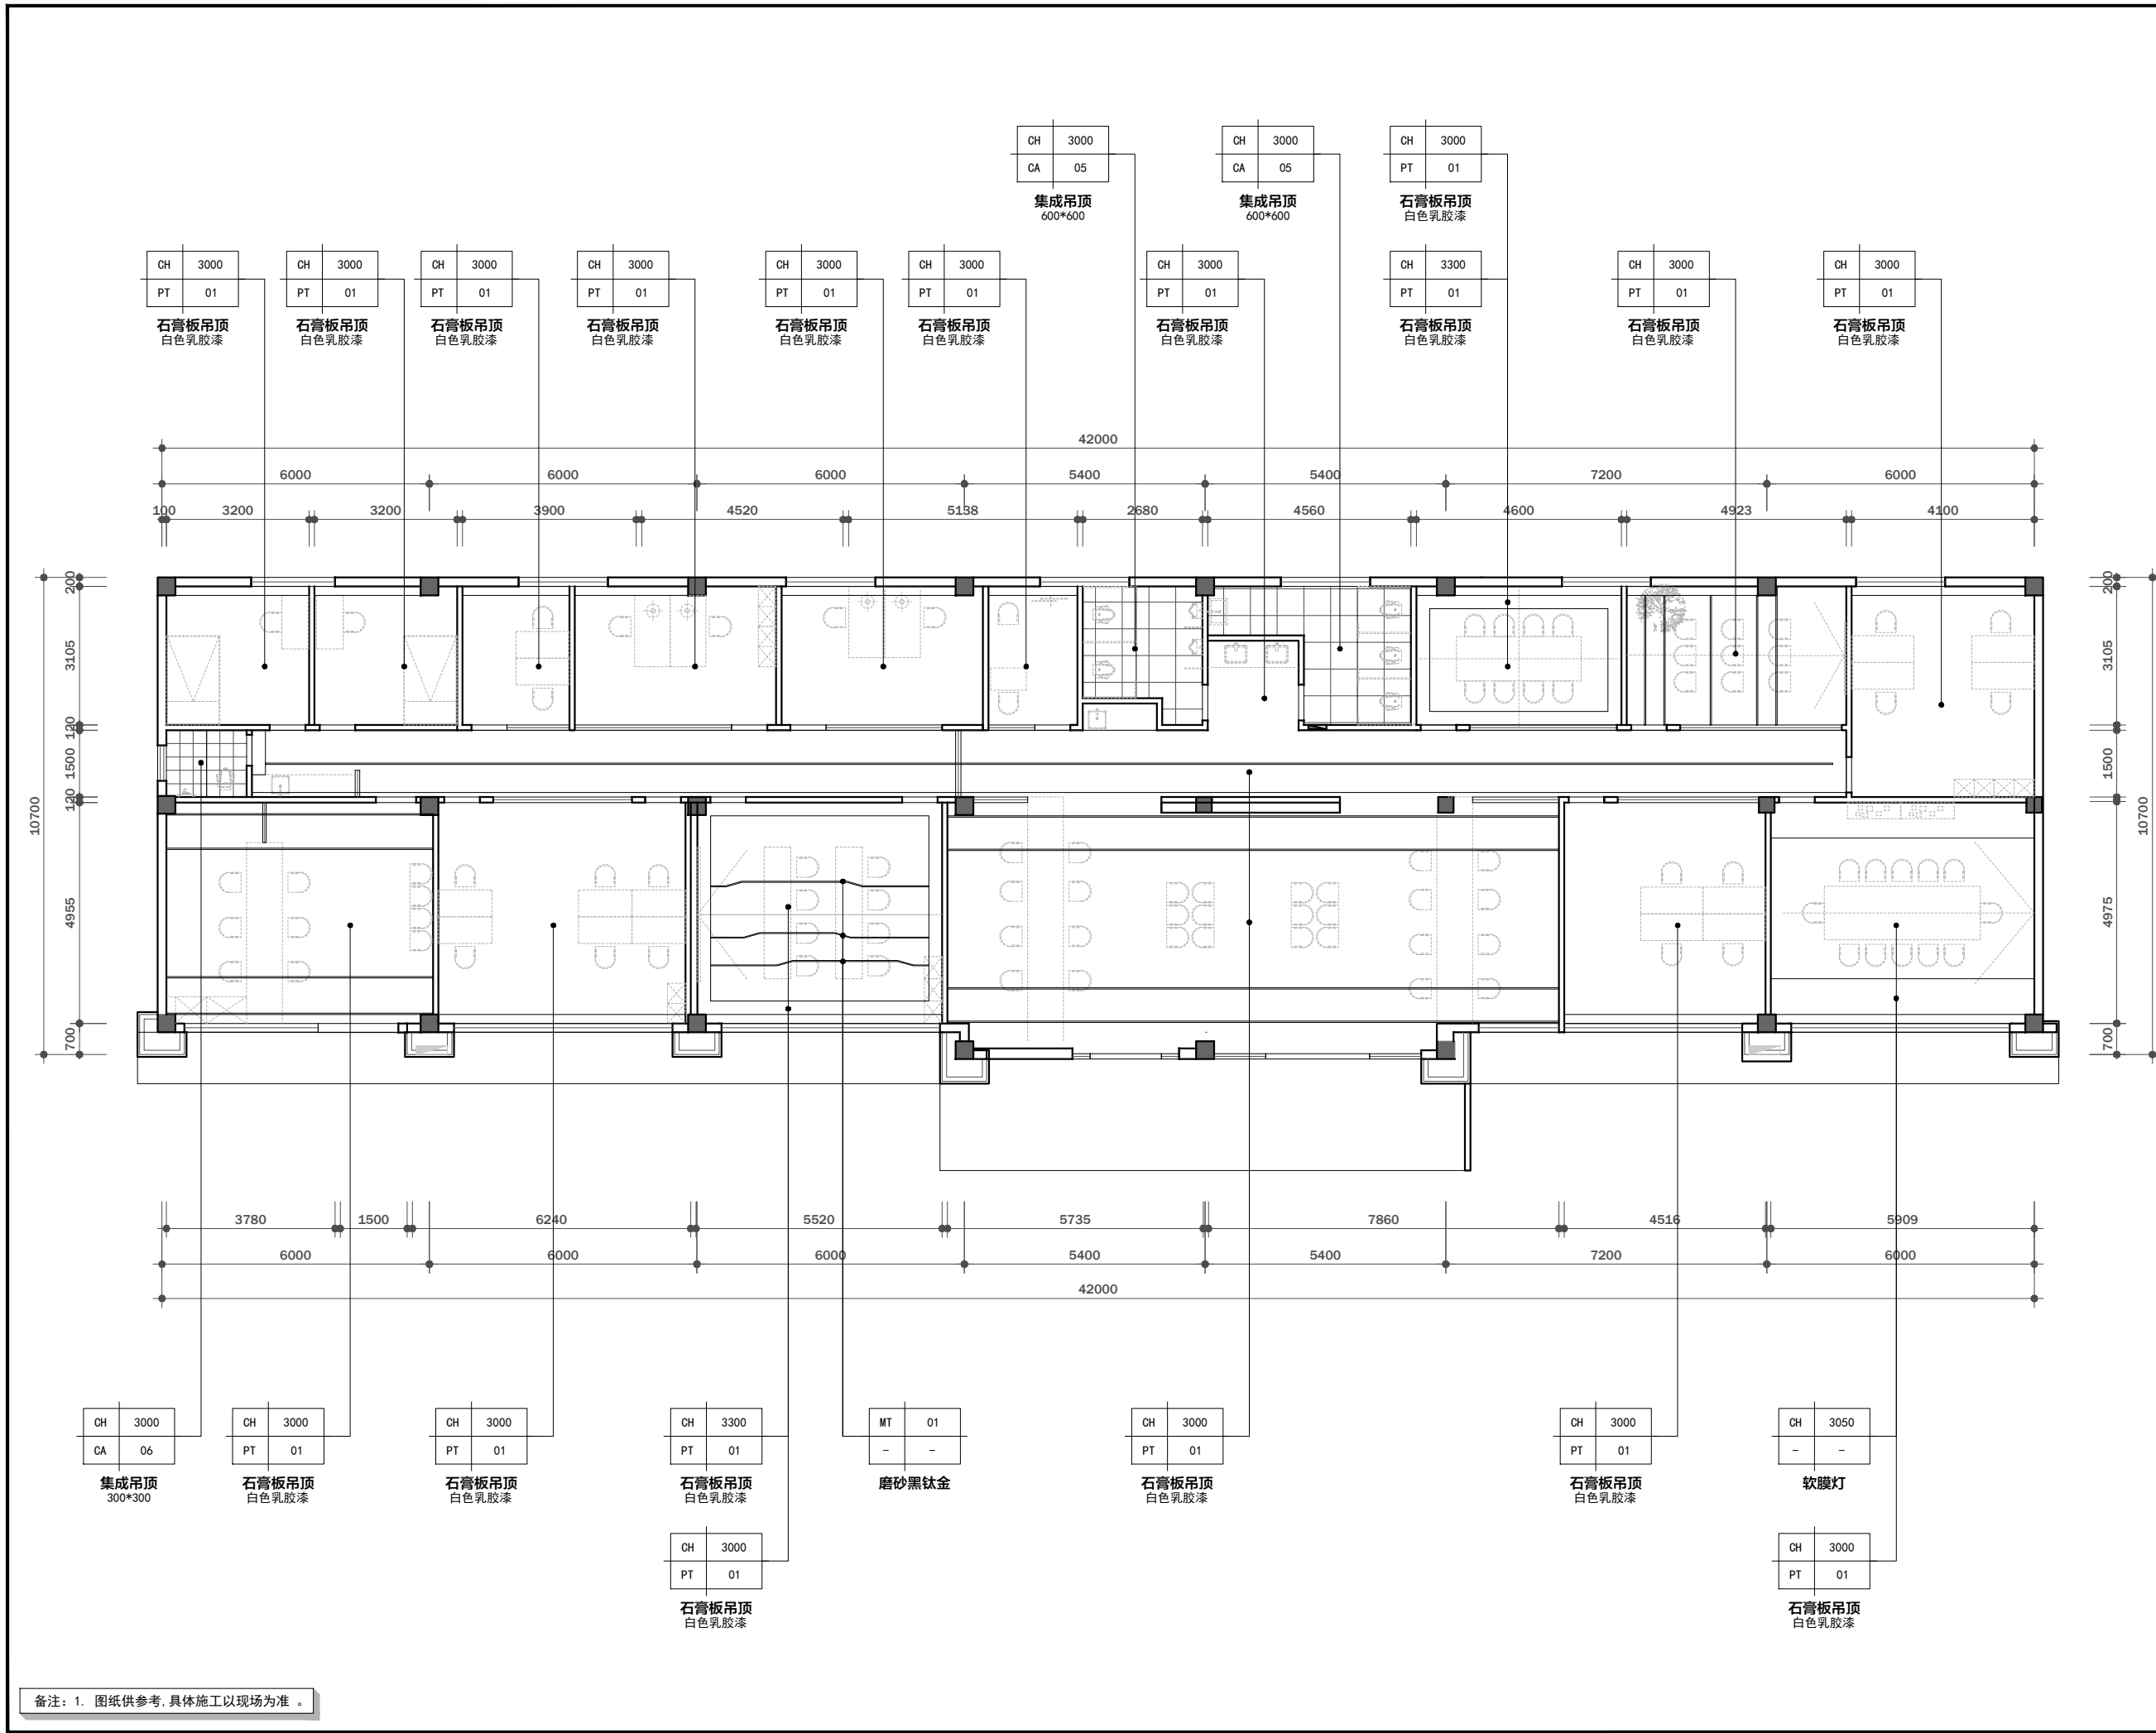 CH 3000
CA 05
集成吊顶
600*600
CH 3000
CA 05
集成吊顶
600*600
CH 3000
PT 01
石膏板吊顶
白色乳胶漆
CH 3000
PT 01
石膏板吊顶
白色乳胶漆
CH 3000
PT 01
石膏板吊顶
白色乳胶漆
CH 3000
PT 01
石膏板吊顶
白色乳胶漆
CH 3000
PT 01
石膏板吊顶
白色乳胶漆
CH 3000
PT 01
石膏板吊顶
白色乳胶漆
CH 3000
PT 01
石膏板吊顶
白色乳胶漆
CH 3000
PT 01
石膏板吊顶
白色乳胶漆
CH 3300
PT 01
石膏板吊顶
白色乳胶漆
CH 3000
PT 01
石膏板吊顶
白色乳胶漆
CH 3000
PT 01
石膏板吊顶
白色乳胶漆
42000
6000 6000 6000 5400 5400 7200 6000
100 3200 3200 3900 4520 5138 2680 4560 4600 4923 4100
10700
200
3105
120
1500
120
4955
700
200
3105
1500
4975
700
10700
3780 1500 6240 5520 5735 7860 4516 5909
6000 6000 6000 5400 5400 7200 6000
42000
CH 3000
CA 06
集成吊顶
300*300
CH 3000
PT 01
石膏板吊顶
白色乳胶漆
CH 3000
PT 01
石膏板吊顶
白色乳胶漆
CH 3300
PT 01
石膏板吊顶
白色乳胶漆
MT 01
- -
磨砂黑钛金
CH 3000
PT 01
石膏板吊顶
白色乳胶漆
CH 3000
PT 01
石膏板吊顶
白色乳胶漆
CH 3050
- -
软膜灯
CH 3000
PT 01
石膏板吊顶
白色乳胶漆
CH 3000
PT 01
石膏板吊顶
白色乳胶漆
备注：1. 图纸供参考,具体施工以现场为准 。